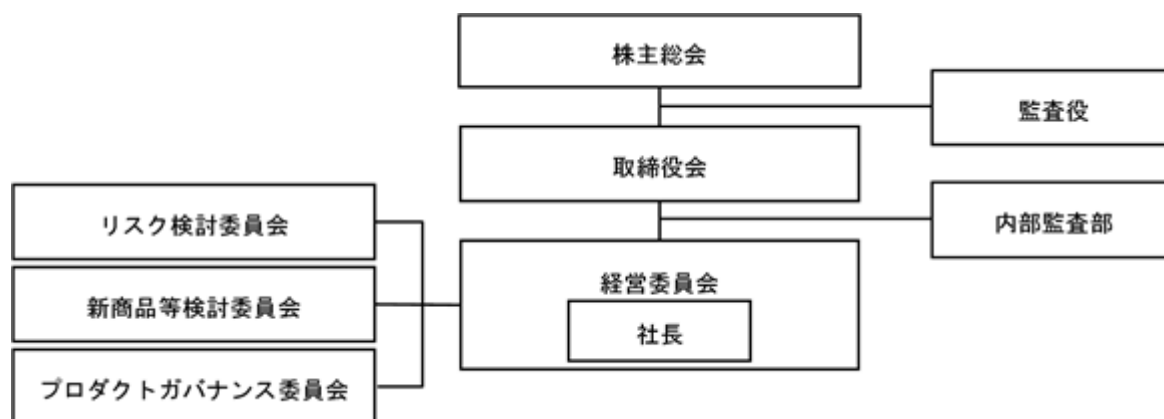 株主総会
監査役
取締役会
リスク検討委員会
内部監査部
新商品等検討委員会
経営委員会
社長
プロダクトガバナンス委員会